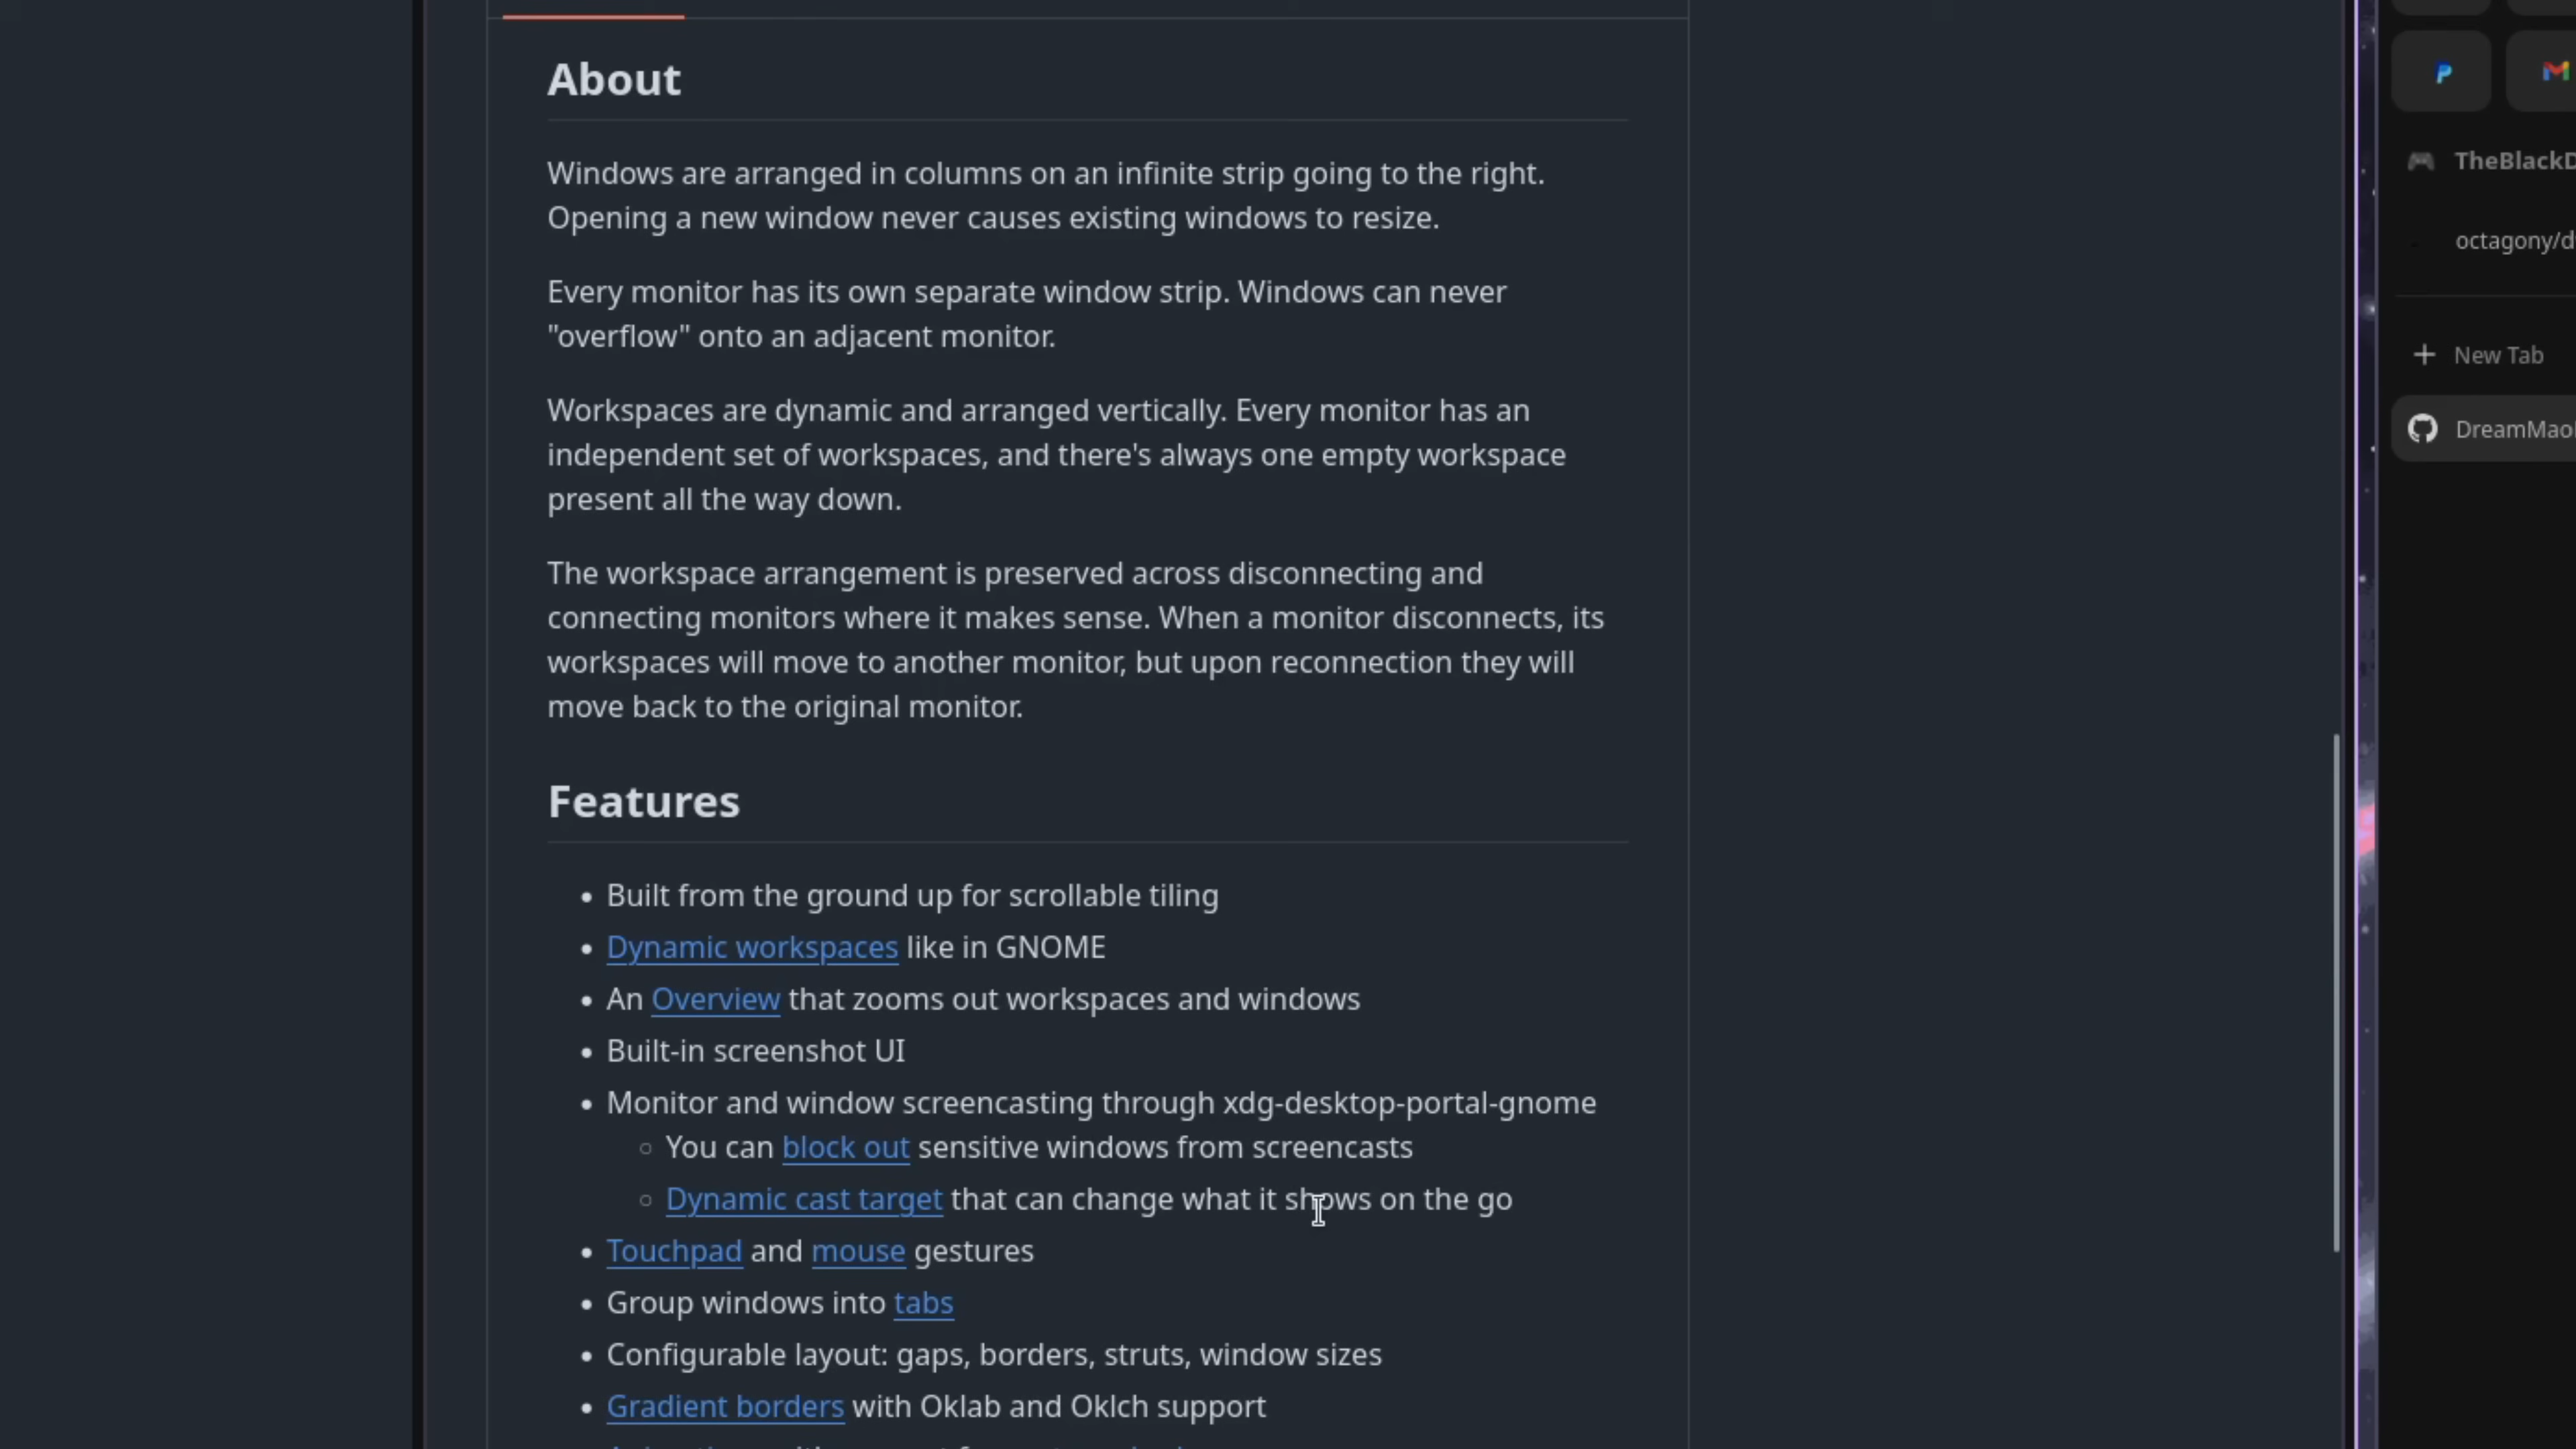 About
Windows are arranged in columns on an infinite strip going to the right.
Opening a new window never causes existing windows to resize.
Every monitor has its own separate window strip. Windows can never
"overflow" onto an adjacent monitor.
Workspaces are dynamic and arranged vertically. Every monitor has an
independent set of workspaces, and there's always one empty workspace
present all the way down.
The workspace arrangement is preserved across disconnecting and
connecting monitors where it makes sense. When a monitor disconnects, its
workspaces will move to another monitor, but upon reconnection they will
move back to the original monitor.
Features
• Built from the ground up for scrollable tiling
• Dynamic workspaces like in GNOME
• An Overview that zooms out workspaces and windows
• Built-in screenshot UI
• Monitor and window screencasting through xdg-desktop-portal-gnome
◦ You can block out sensitive windows from screencasts
◦ Dynamic cast target that can change what it shows on the go
• Touchpad and mouse gestures
• Group windows into tabs
• Configurable layout: gaps, borders, struts, window sizes
• Gradient borders with Oklab and Oklch support
TheBlackD
octagony/d
New Tab
DreamMao